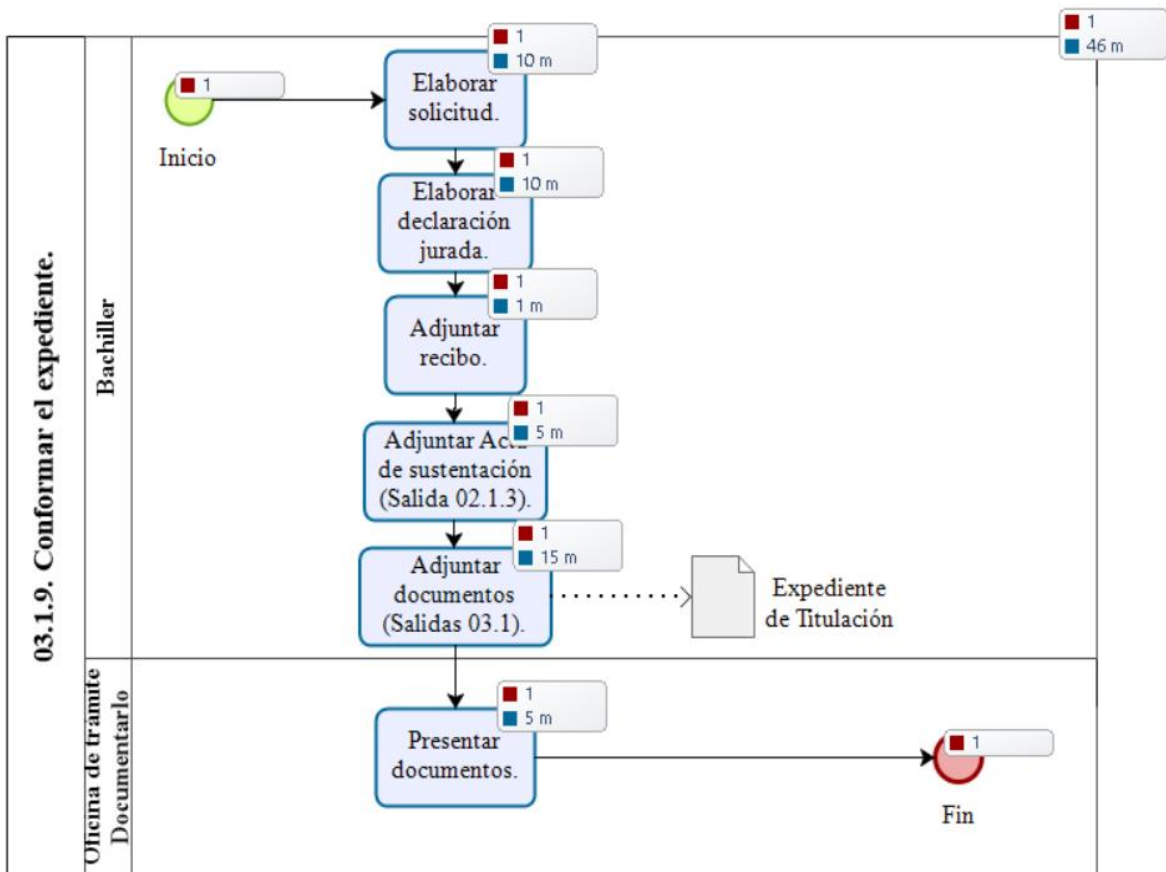 03.1.9. Conformar el expediente.
Bachiller
1
46 m
1
Inicio
1
10 m
Elaborar
solicitud.
1
10 m
Elaborar
declaración
jurada.
1
1 m
Adjuntar
recibo.
1
5 m
Adjuntar Acta
de sustentación
(Salida 02.1.3).
1
15 m
Adjuntar
documentos
(Salidas 03.1).
Expediente
de Titulación
Oficina de trámite
Documentarlo
1
5 m
Presentar
documentos.
1
Fin